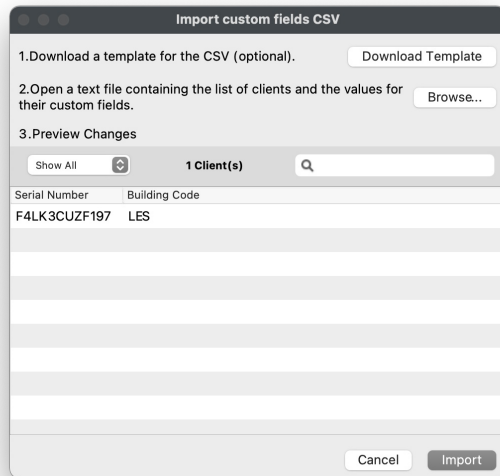 Import custom fields CSV
1.Download a template for the CSV (optional).
Download Template
2.Open a text file containing the list of clients and the values for
their custom fields.
Browse...
3.Preview Changes
Show All
1 Client(s)
Serial Number
Building Code
F4LK3CUZF197
LES
Cancel
Import